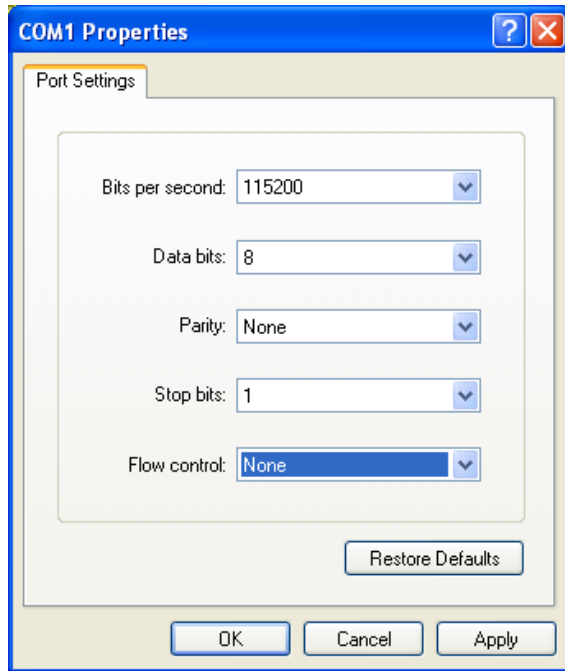 COM1 Properties
Port Settings
Bits per second: 115200
Data bits: 8
Parity: None
Stop bits: 1
Flow control: None
Restore Defaults
OK Cancel Apply